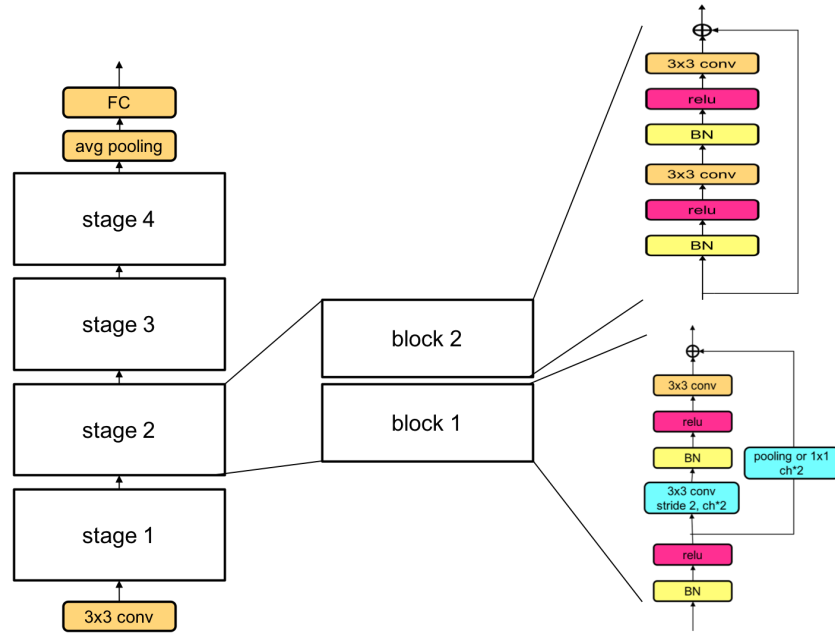 FC
avg pooling
stage 4
stage 3
stage 2
stage 1
3x3 conv
block 2
block 1
3x3 conv
relu
BN
3x3 conv
relu
BN
3x3 conv
relu
BN
3x3 conv
stride 2, ch*2
relu
BN
pooling or 1x1
ch*2